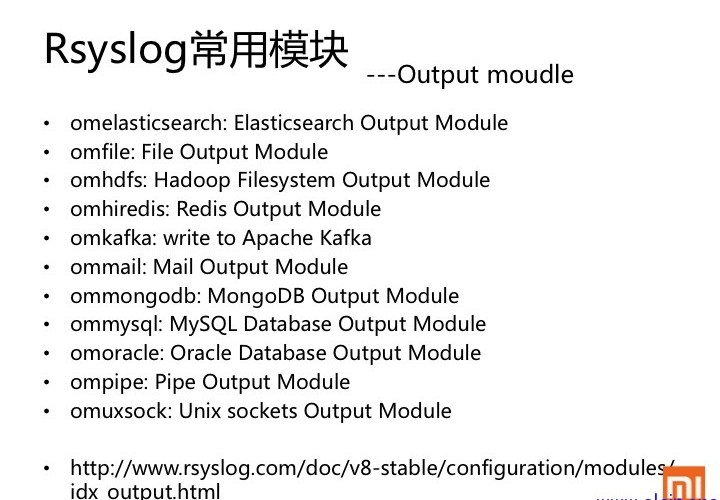 Rsyslog常用模块
---Output moudle
• omelasticsearch: Elasticsearch Output Module
• omfile: File Output Module
• omhdfs: Hadoop Filesystem Output Module
• omhiredis: Redis Output Module
• omkafka: write to Apache Kafka
• ommail: Mail Output Module
• ommongodb: MongoDB Output Module
• ommysql: MySQL Database Output Module
• omoracle: Oracle Database Output Module
• ompipe: Pipe Output Module
• omuxsock: Unix sockets Output Module
• http://www.rsyslog.com/doc/v8-stable/configuration/modules/
idx_output.html